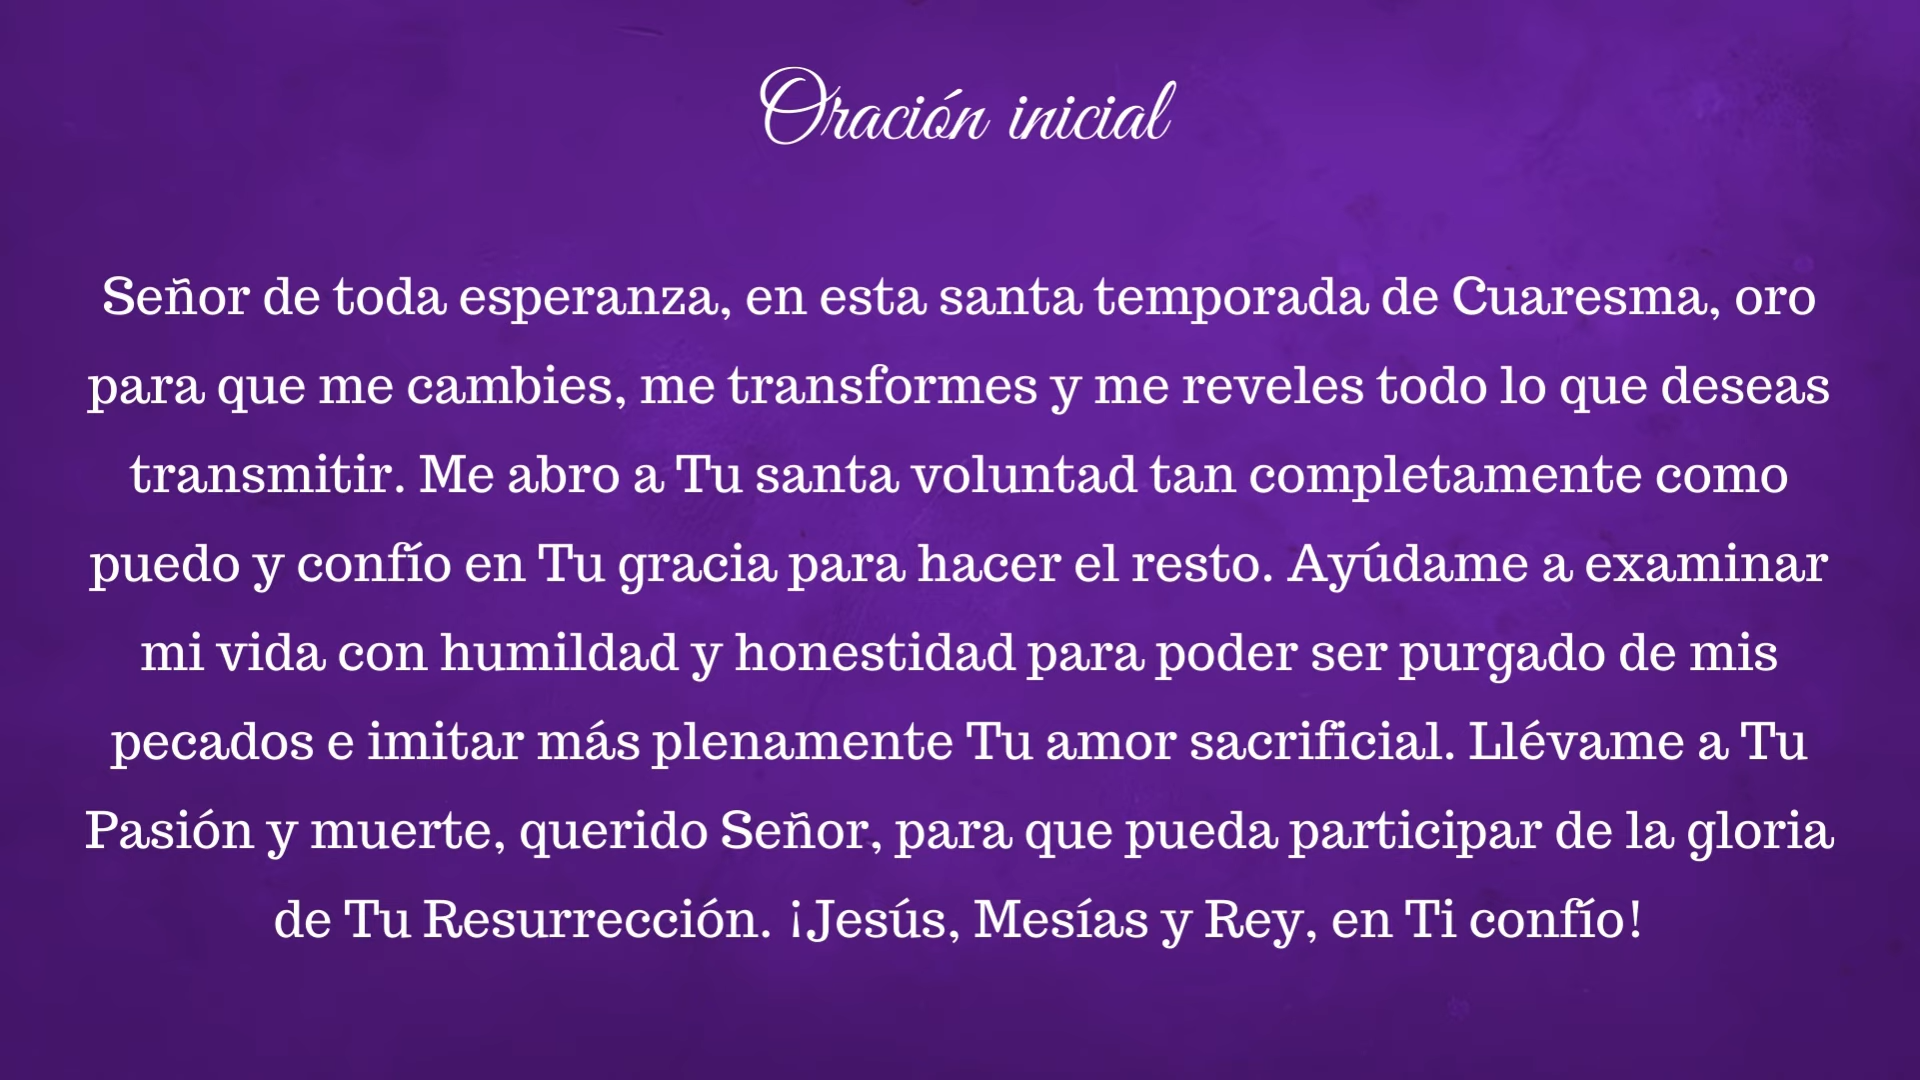 Oración inicial
Señor de toda esperanza, en esta santa temporada de Cuaresma, oro
para que me cambies, me transformes y me reveles todo lo que deseas
transmitir. Me abro a Tu santa voluntad tan completamente como
puedo y confío en Tu gracia para hacer el resto. Ayúdame a examinar
mi vida con humildad y honestidad para poder ser purgado de mis
pecados e imitar más plenamente Tu amor sacrificial. Llévame a Tu
Pasión y muerte, querido Señor, para que pueda participar de la gloria
de Tu Resurrección. ¡Jesús, Mesías y Rey, en Ti confío!